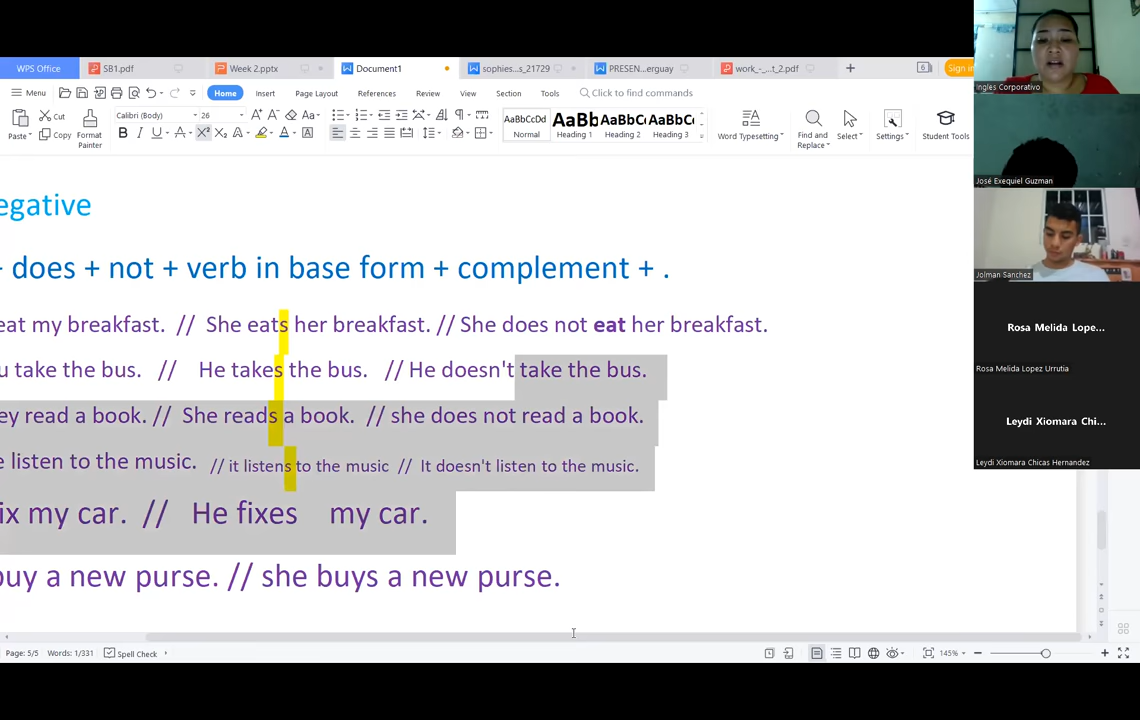 WPS Office SB1.pdf Week 2.pptx Document1 sophies...s_21729 PRESEN...erguay work_-_...t_2.pdf + Sign in
Menu Home Insert Page Layout References Review View Section Tools Click to find commands
Paste Cut Copy Format Painter Calibri (Body) 26 AaBbCcDd Normal AaBb Heading 1 AaBbC Heading 2 AaBbC Heading 3 Word Typesetting Find and Replace Select Settings Student Tools
egative
+ does + not + verb in base form + complement + .
eat my breakfast. // She eats her breakfast. // She does not eat her breakfast.
u take the bus. // He takes the bus. // He doesn't take the bus.
ey read a book. // She reads a book. // she does not read a book.
e listen to the music. // it listens to the music // It doesn't listen to the music.
ix my car. // He fixes my car.
buy a new purse. // she buys a new purse.
Page: 5/5 Words: 1/331 Spell Check 145%
Ingles Corporativo
José Exequiel Guzman
Jolman Sanchez
Rosa Melida Lope...
Rosa Melida Lopez Urrutia
Leydi Xiomara Chi...
Leydi Xiomara Chicas Hernandez